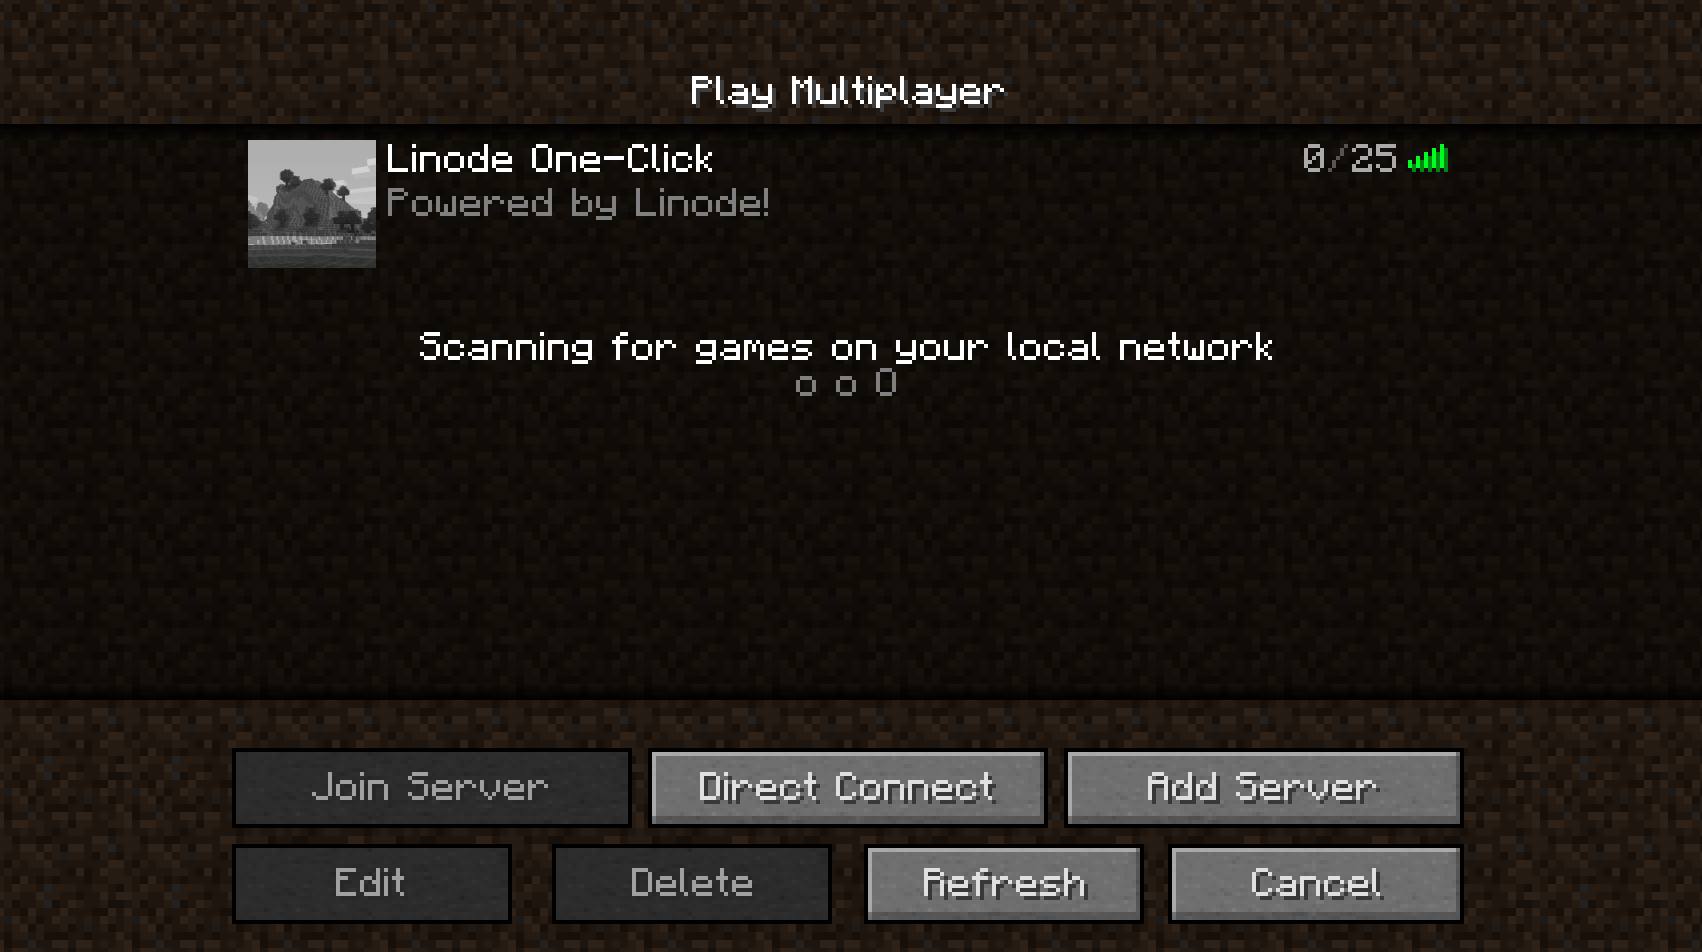 Play Multiplayer
Linode One-Click
0/25
Powered by Linode!
Scanning for games on your local network
o o O
Join Server
Direct Connect
Add Server
Edit
Delete
Refresh
Cancel